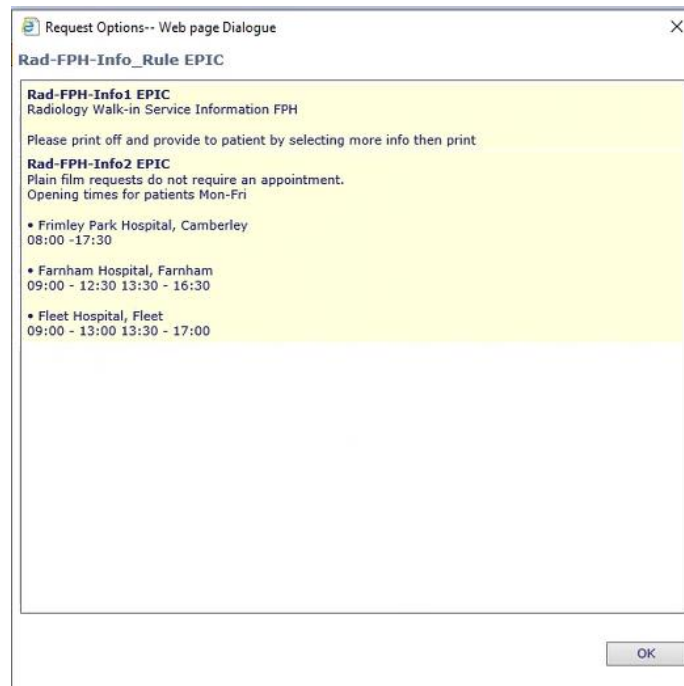 Request Options-- Web page Dialogue
Rad-FPH-Info_Rule EPIC
Rad-FPH-Info1 EPIC
Radiology Walk-in Service Information FPH
Please print off and provide to patient by selecting more info then print
Rad-FPH-Info2 EPIC
Plain film requests do not require an appointment.
Opening times for patients Mon-Fri
• Frimley Park Hospital, Camberley
08:00 -17:30
• Farnham Hospital, Farnham
09:00 - 12:30 13:30 - 16:30
• Fleet Hospital, Fleet
09:00 - 13:00 13:30 - 17:00
OK